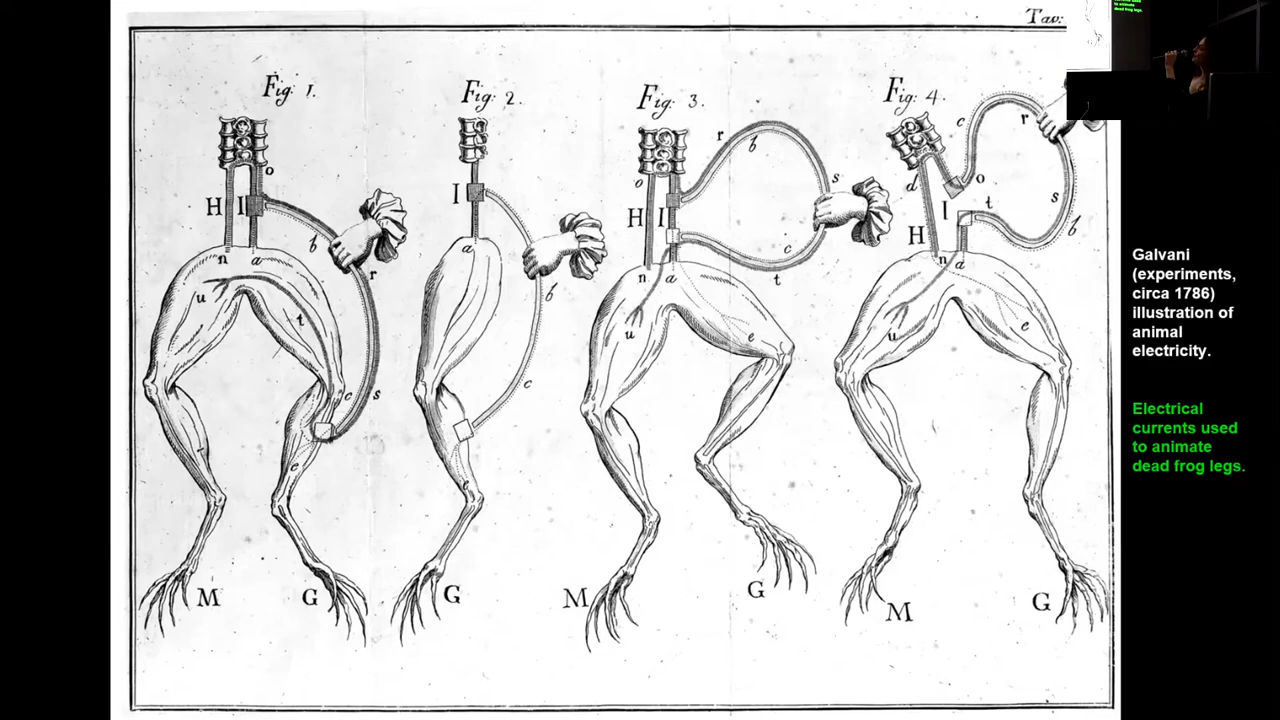 Tav:
Fig: 1.
Fig: 2.
Fig: 3.
Fig: 4.
o
H
I
n
a
b
r
u
t
c
s
e
M
G
I
a
b
c
G
r
b
o
s
H
I
c
n
a
t
u
e
M
G
c
r
d
o
I
t
s
b
H
n
a
u
e
M
G
Galvani
(experiments,
circa 1786)
illustration of
animal
electricity.
Electrical
currents used
to animate
dead frog legs.